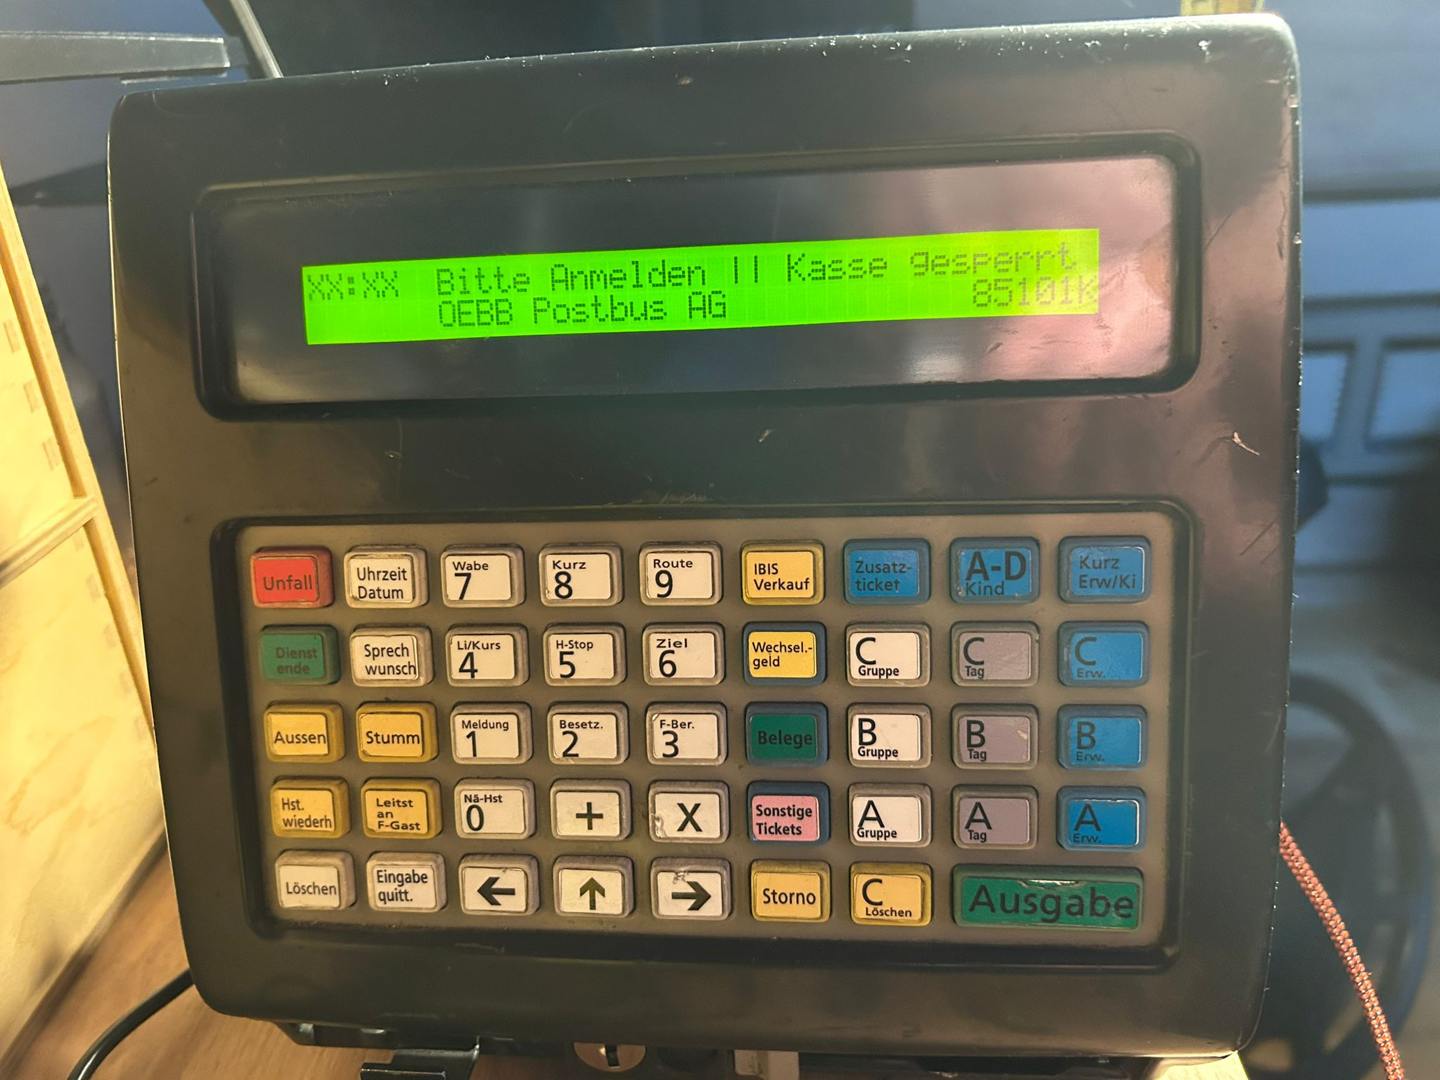 XX:XX Bitte Anmelden || Kasse gesperrt
OEBB Postbus AG 85101K
Unfall
Uhrzeit
Datum
Wabe
7
Kurz
8
Route
9
IBIS
Verkauf
Zusatz-
ticket
A-D
Kind
Kurz
Erw/Ki
Dienst
ende
Sprech
wunsch
Li/Kurs
4
H-Stop
5
Ziel
6
Wechsel.-
geld
C
Gruppe
C
Tag
C
Erw.
Aussen
Stumm
Meldung
1
Besetz.
2
F-Ber.
3
Belege
B
Gruppe
B
Tag
B
Erw.
Hst.
wiederh
Leitst
an
F-Gast
Nä-Hst
0
+
X
Sonstige
Tickets
A
Gruppe
A
Tag
A
Erw.
Löschen
Eingabe
quitt.
←
↑
→
Storno
C
Löschen
Ausgabe